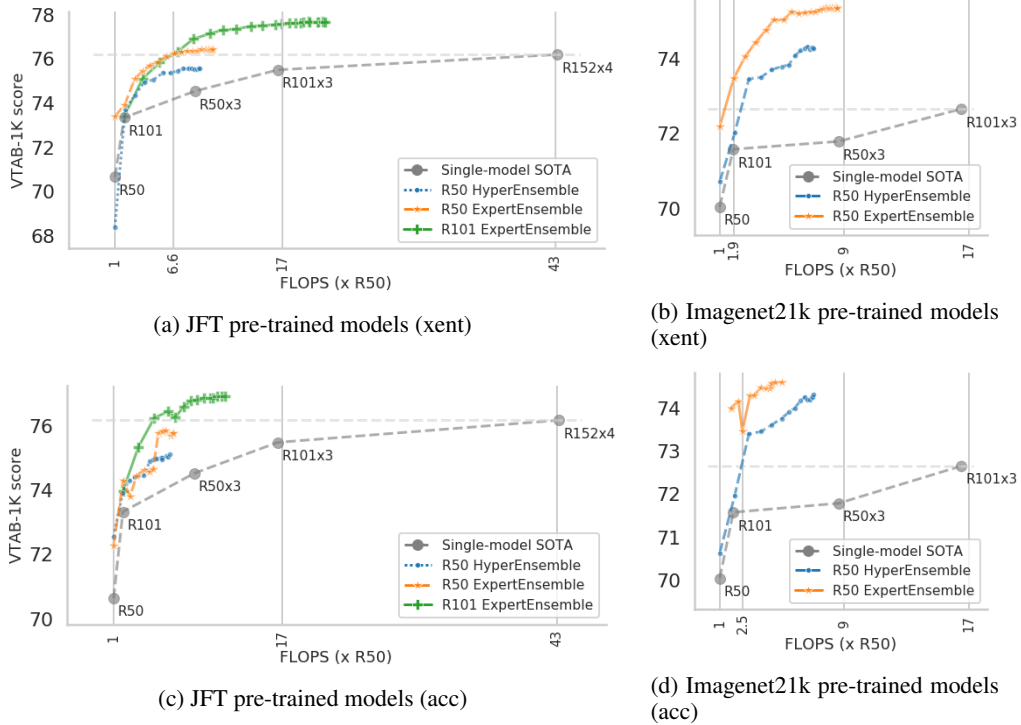 78
76
74
72
70
68
VTAB-1K score
R50
R101
R50x3
R101x3
R152x4
Single-model SOTA
R50 HyperEnsemble
R50 ExpertEnsemble
R101 ExpertEnsemble
1
6.6
17
43
FLOPS (x R50)
(a) JFT pre-trained models (xent)
74
72
70
R50
R101
R50x3
R101x3
Single-model SOTA
R50 HyperEnsemble
R50 ExpertEnsemble
1
1.9
9
17
FLOPS (x R50)
(b) Imagenet21k pre-trained models
(xent)
76
74
72
70
VTAB-1K score
R50
R101
R50x3
R101x3
R152x4
Single-model SOTA
R50 HyperEnsemble
R50 ExpertEnsemble
R101 ExpertEnsemble
1
17
43
FLOPS (x R50)
(c) JFT pre-trained models (acc)
74
73
72
71
70
R50
R101
R50x3
R101x3
Single-model SOTA
R50 HyperEnsemble
R50 ExpertEnsemble
1
2.5
9
17
FLOPS (x R50)
(d) Imagenet21k pre-trained models
(acc)